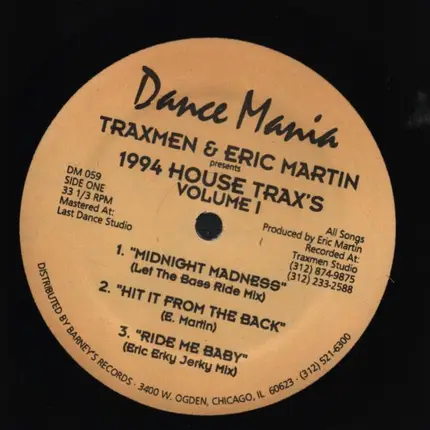 Dance Mania
TRAXMEN & ERIC MARTIN
presents
1994 HOUSE TRAX'S
VOLUME I
DM 059
SIDE ONE
33 1/3 RPM
Mastered At:
Last Dance Studio
All Songs
Produced by Eric Martin
Recorded At:
Traxmen Studio
(312) 874-9875
(312) 233-2588
1. "MIDNIGHT MADNESS"
(Let The Bass Ride Mix)
2. "HIT IT FROM THE BACK"
(E. Martin)
3. "RIDE ME BABY"
(Eric Erky Jerky Mix)
DISTRIBUTED BY BARNEY'S RECORDS · 3400 W. OGDEN, CHICAGO, IL 60623 · (312) 521-6300